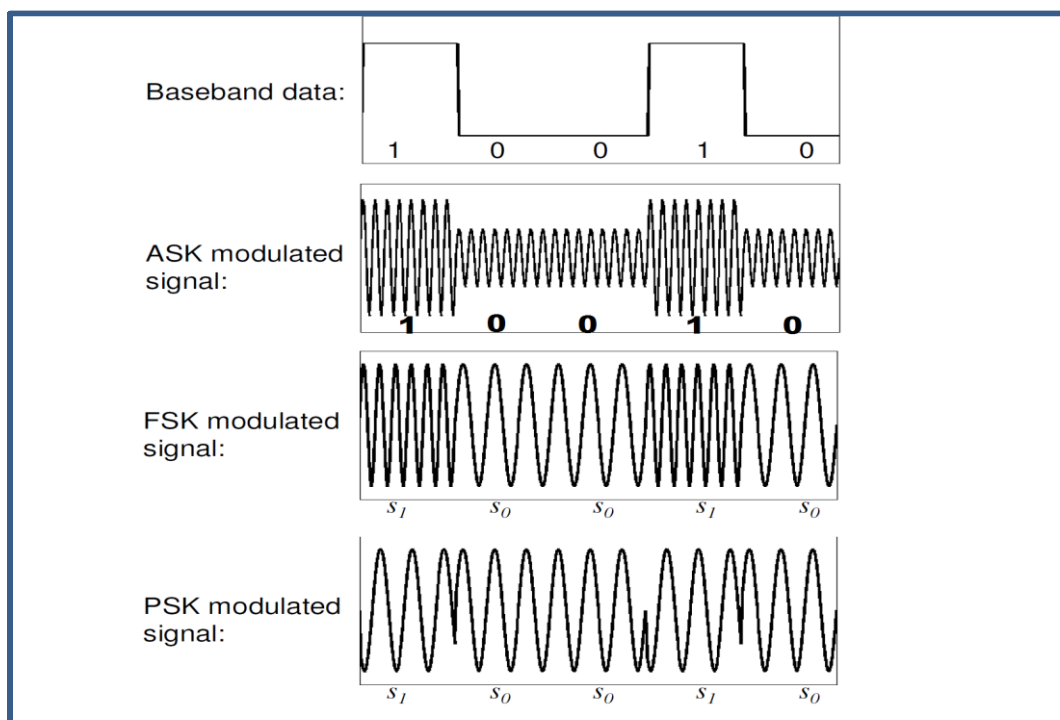 Baseband data:
1 0 0 1 0
ASK modulated
signal:
1 0 0 1 0
FSK modulated
signal:
s1 s0 s0 s1 s0
PSK modulated
signal:
s1 s0 s0 s1 s0